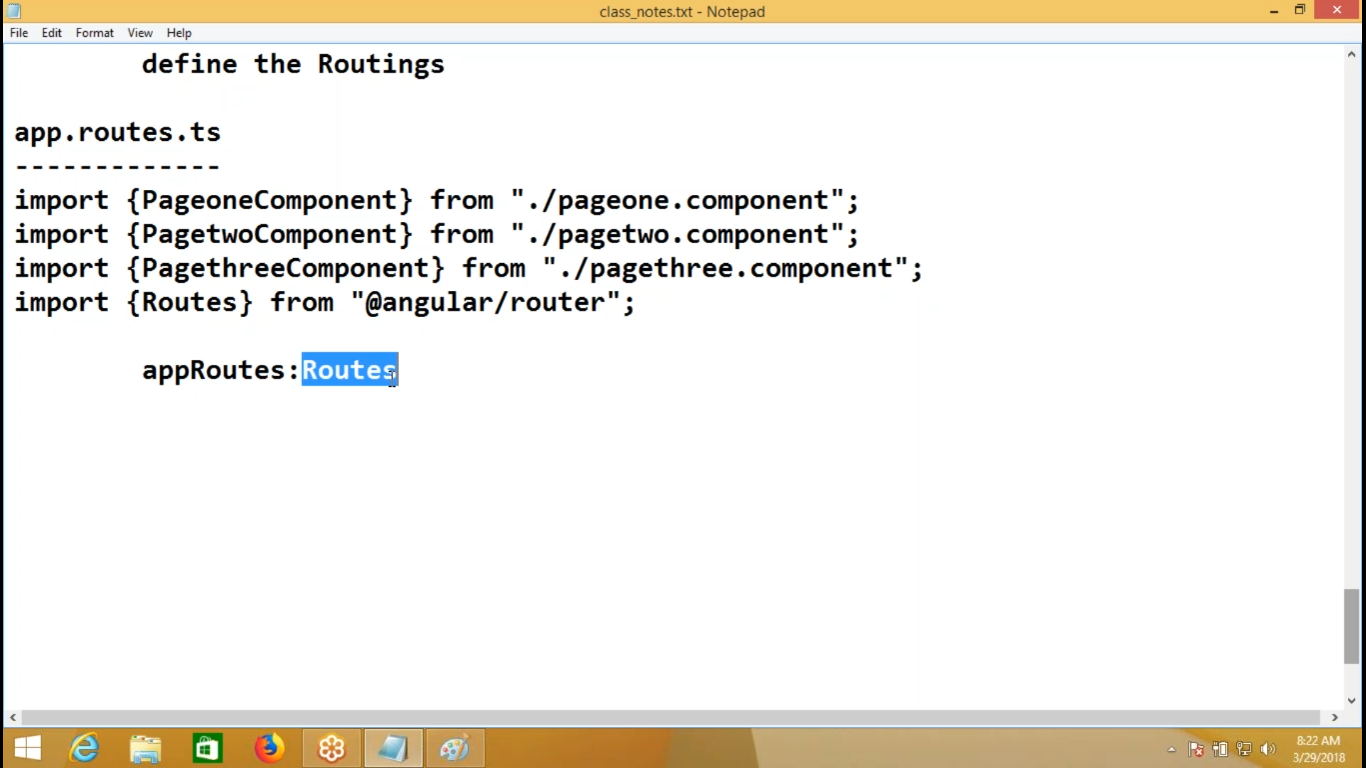 class_notes.txt - Notepad
File Edit Format View Help
define the Routings
app.routes.ts
-------------
import {PageoneComponent} from "./pageone.component";
import {PagetwoComponent} from "./pagetwo.component";
import {PagethreeComponent} from "./pagethree.component";
import {Routes} from "@angular/router";
appRoutes:Routes
8:22 AM
3/29/2018